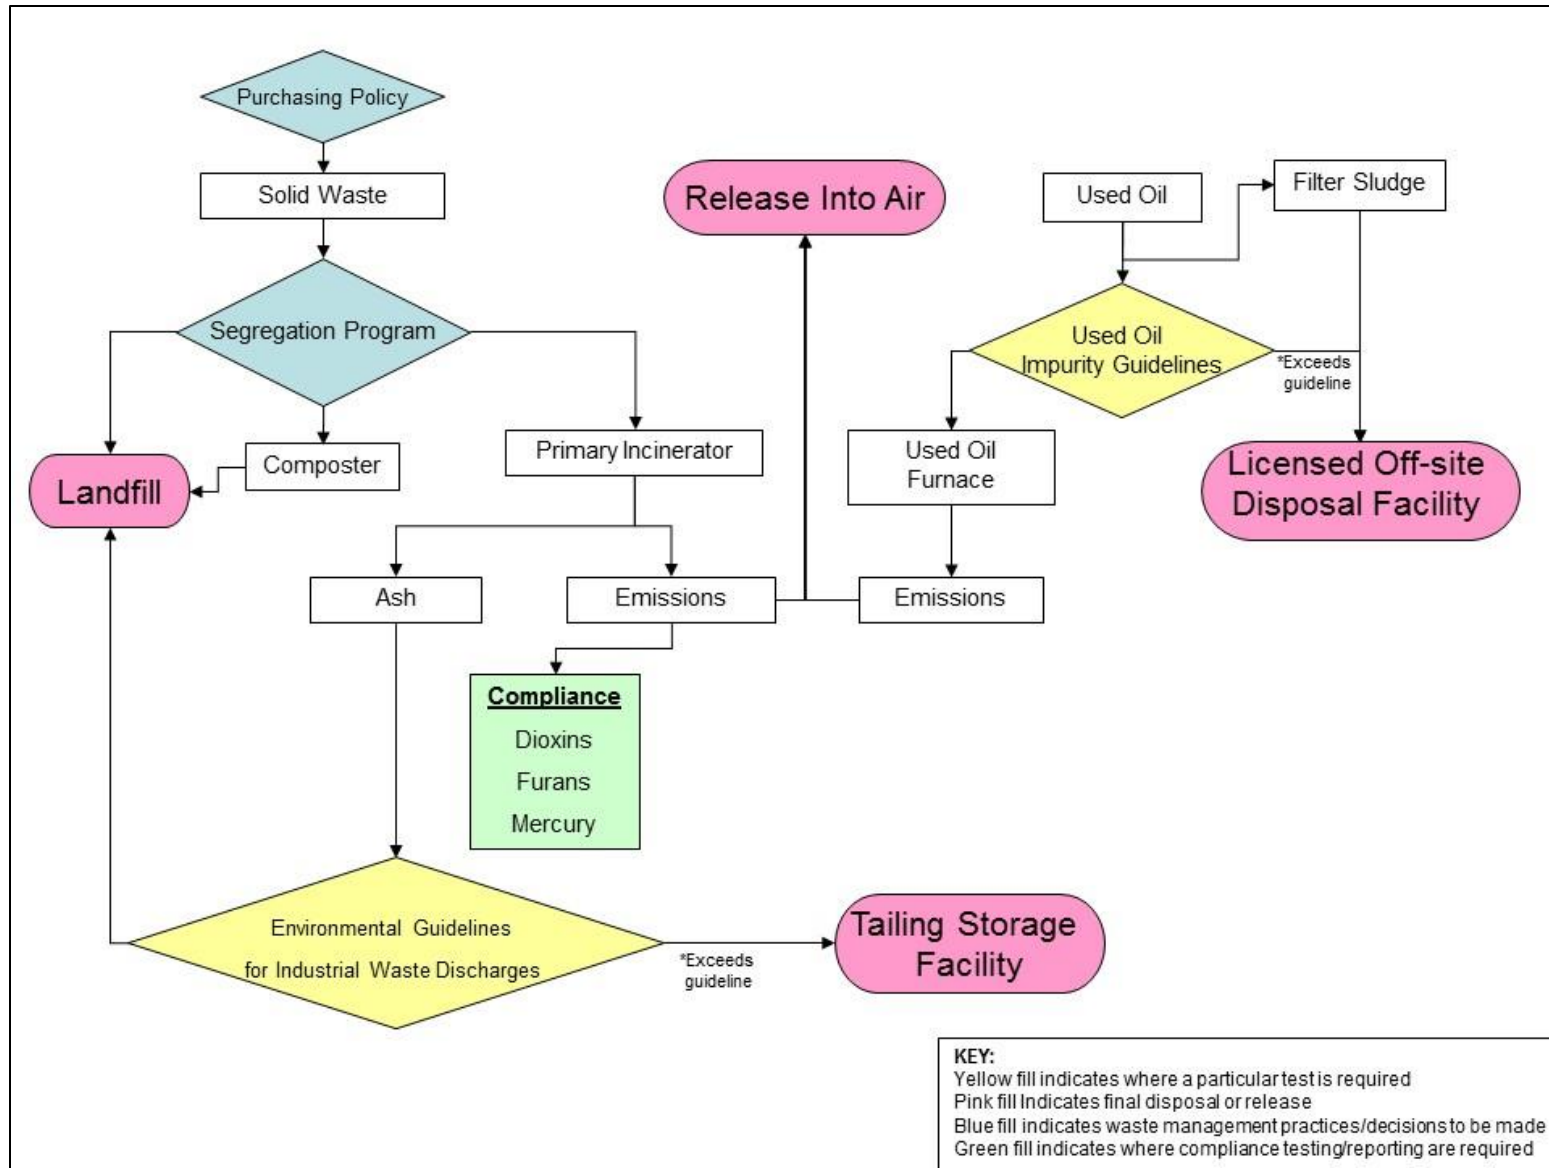 Purchasing Policy
Solid Waste
Segregation Program
Landfill
Composter
Primary Incinerator
Ash
Emissions
Compliance
Dioxins
Furans
Mercury
Environmental Guidelines
for Industrial Waste Discharges
*Exceeds
guideline
Tailing Storage
Facility
Release Into Air
Used Oil
Filter Sludge
Used Oil
Impurity Guidelines
*Exceeds
guideline
Used Oil
Furnace
Emissions
Licensed Off-site
Disposal Facility
KEY:
Yellow fill indicates where a particular test is required
Pink fill Indicates final disposal or release
Blue fill indicates waste management practices/decisions to be made
Green fill indicates where compliance testing/reporting are required